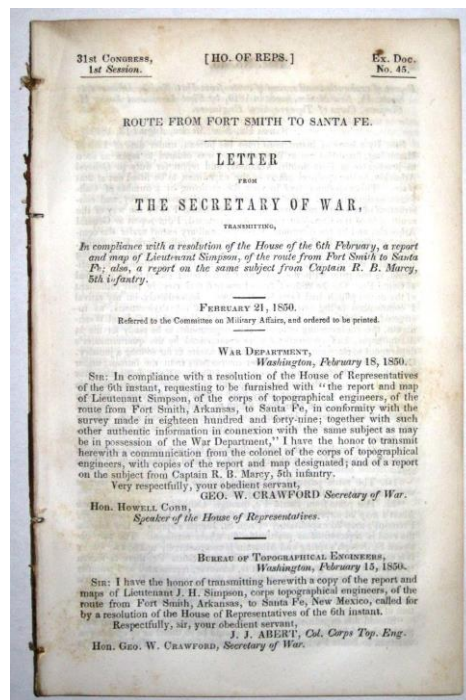 31st Congress, [HO. OF REPS.] Ex. Doc.
1st Session. No. 45.
ROUTE FROM FORT SMITH TO SANTA FE.
LETTER
FROM
THE SECRETARY OF WAR,
TRANSMITTING,
In compliance with a resolution of the House of the 6th February, a report
and map of Lieutenant Simpson, of the route from Fort Smith to Santa
Fe; also, a report on the same subject from Captain R. B. Marcy,
5th infantry.
February 21, 1850.
Referred to the Committee on Military Affairs, and ordered to be printed.
War Department,
Washington, February 18, 1850.
Sir: In compliance with a resolution of the House of Representatives
of the 6th instant, requesting to be furnished with "the report and map
of Lieutenant Simpson, of the corps of topographical engineers, of the
route from Fort Smith, Arkansas, to Santa Fe, in conformity with the
survey made in eighteen hundred and forty-nine; together with such
other authentic information in connexion with the same subject as may
be in possession of the War Department," I have the honor to transmit
herewith a communication from the colonel of the corps of topographical
engineers, with copies of the report and map designated; and of a report
on the subject from Captain R. B. Marcy, 5th infantry.
Very respectfully, your obedient servant,
GEO. W. CRAWFORD Secretary of War.
Hon. Howell Cobb,
Speaker of the House of Representatives.
Bureau of Topographical Engineers,
Washington, February 15, 1850.
Sir: I have the honor of transmitting herewith a copy of the report and
maps of Lieutenant J. H. Simpson, corps topographical engineers, of the
route from Fort Smith, Arkansas, to Santa Fe, New Mexico, called for
by a resolution of the House of Representatives of the 6th instant.
Respectfully, sir, your obedient servant,
J. J. ABERT, Col. Corps Top. Eng.
Hon. Geo. W. Crawford, Secretary of War.